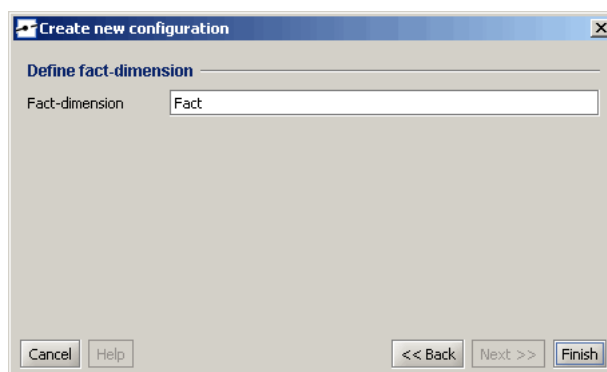 Create new configuration
Define fact-dimension
Fact-dimension Fact
Cancel Help << Back Next >> Finish